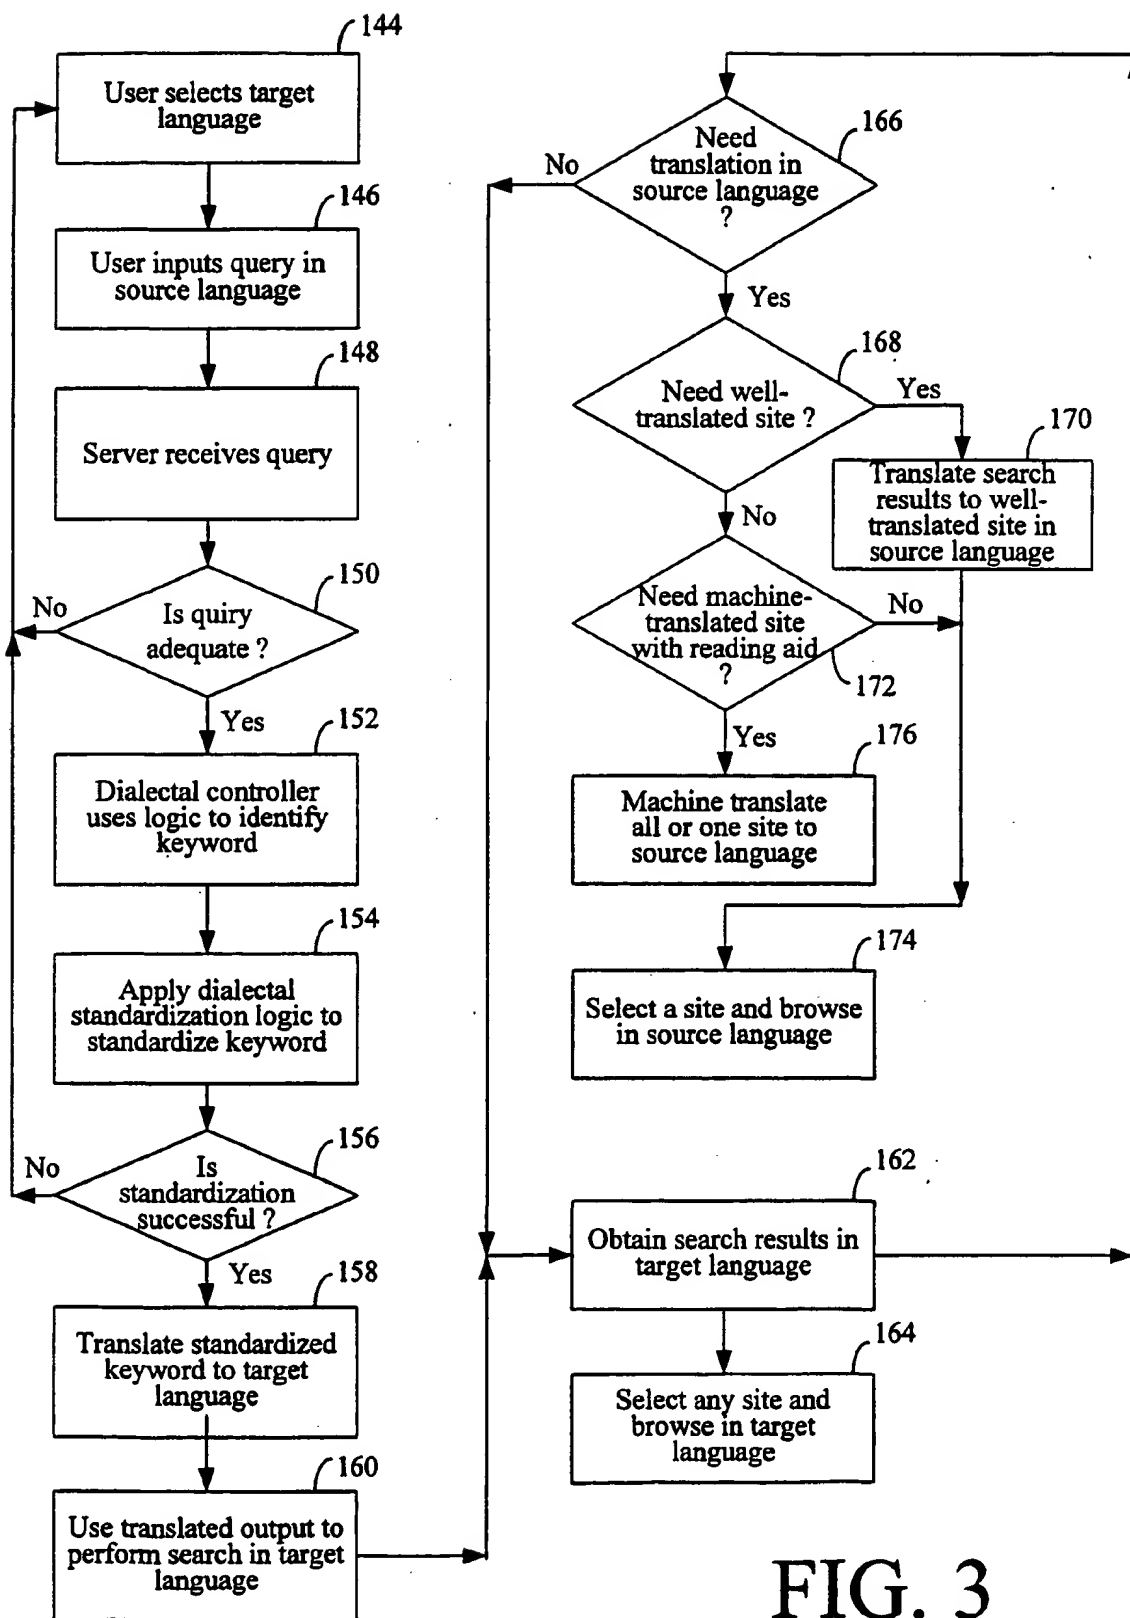 144
User selects target
language
146
User inputs query in
source language
148
Server receives query
150
No
Is quiry
adequate ?
Yes
152
Dialectal controller
uses logic to identify
keyword
154
Apply dialectal
standardization logic to
standardize keyword
156
No
Is
standardization
successful ?
Yes
158
Translate standardized
keyword to target
language
160
Use translated output to
perform search in target
language
166
No
Need
translation in
source language
?
Yes
168
Need well-
translated site ?
Yes
170
Translate search
results to well-
translated site in
source language
No
Need machine-
translated site
with reading aid
?
No
172
Yes
176
Machine translate
all or one site to
source language
174
Select a site and browse
in source language
162
Obtain search results in
target language
164
Select any site and
browse in target
language
FIG. 3